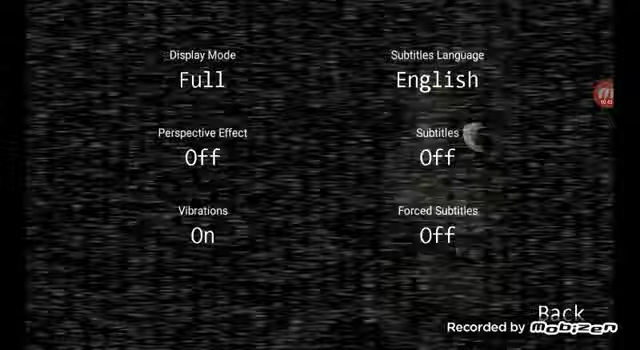 Display Mode
Full
Subtitles Language
English
Perspective Effect
Off
Subtitles
Off
Vibrations
On
Forced Subtitles
Off
Back
Recorded by mobizen